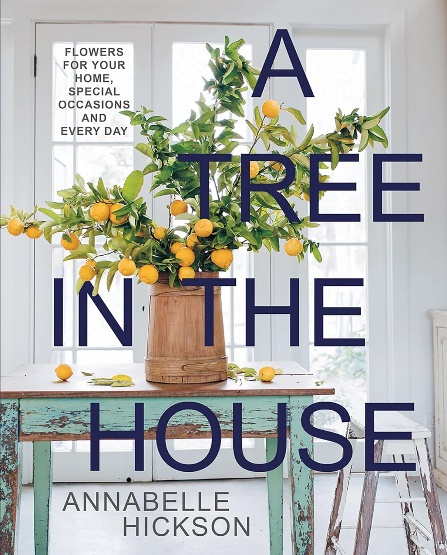 FLOWERS
FOR YOUR
HOME,
SPECIAL
OCCASIONS
AND
EVERY DAY
A
TREE
IN THE
HOUSE
ANNABELLE
HICKSON